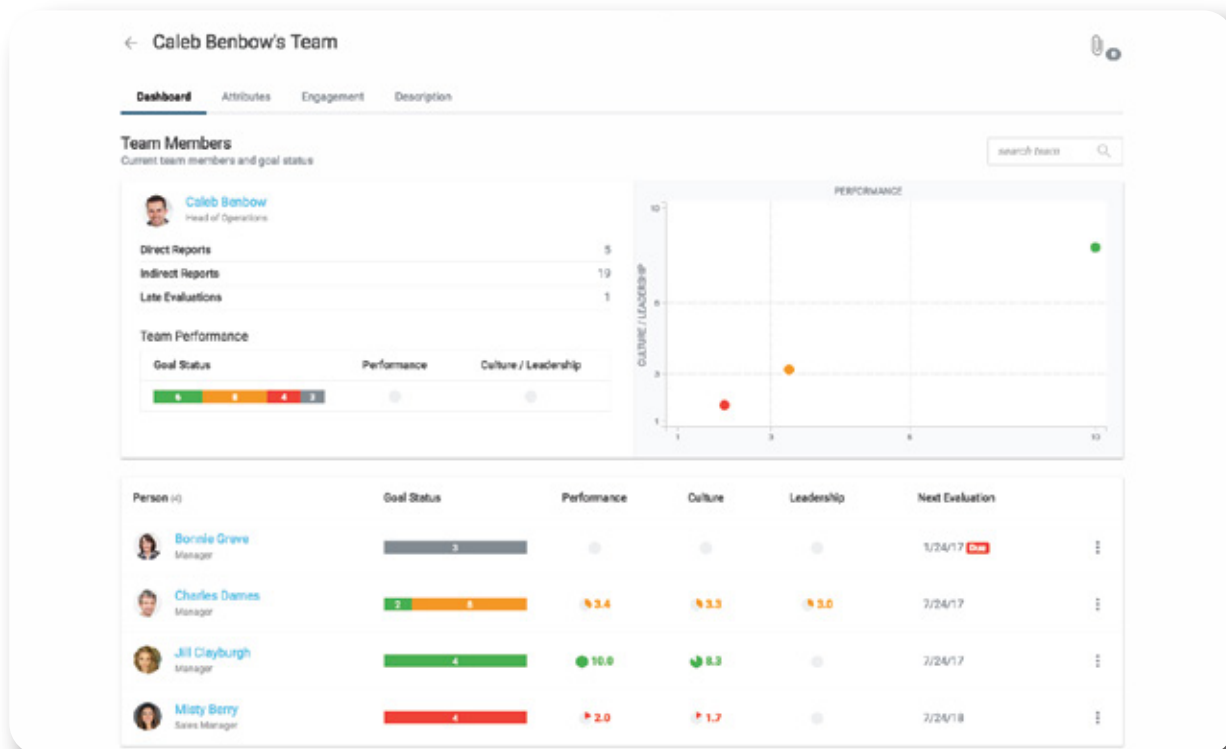 Caleb Benbow's Team
0
Dashboard Attributes Engagement Description
Team Members
Current team members and goal status
search team
Caleb Benbow
Head of Operations
Direct Reports 5
Indirect Reports 19
Late Evaluations 1
Team Performance
Goal Status Performance Culture / Leadership
6 8 4 3
PERFORMANCE
CULTURE / LEADERSHIP
10
6
3
1
1 3 6 10
Person (4) Goal Status Performance Culture Leadership Next Evaluation
Bonnie Greve
Manager
3 1/24/17 Due
Charles Dames
Manager
2 8 3.4 3.3 3.0 7/24/17
Jill Clayburgh
Manager
4 10.0 8.3 7/24/17
Misty Berry
Sales Manager
4 2.0 1.7 7/24/18